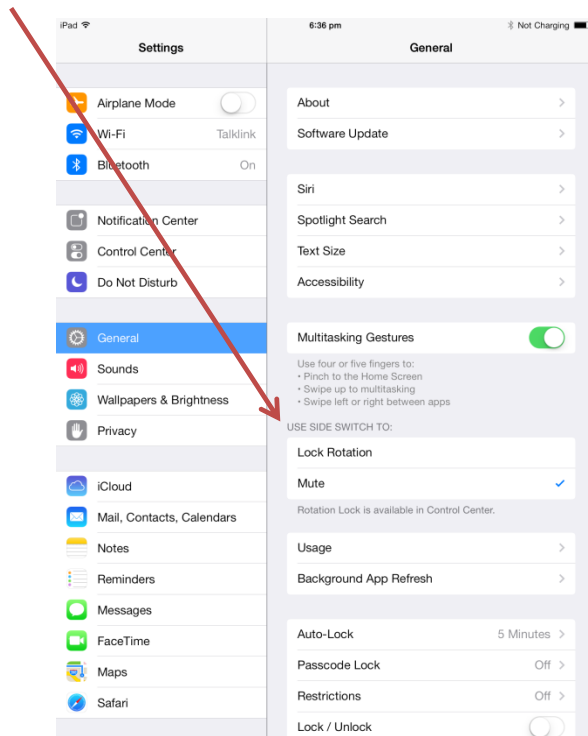 iPad
6:36 pm
Not Charging
Settings
General
Airplane Mode
Wi-Fi Talklink
Bluetooth On
Notification Center
Control Center
Do Not Disturb
General
Sounds
Wallpapers & Brightness
Privacy
iCloud
Mail, Contacts, Calendars
Notes
Reminders
Messages
FaceTime
Maps
Safari
About
Software Update
Siri
Spotlight Search
Text Size
Accessibility
Multitasking Gestures
Use four or five fingers to:
• Pinch to the Home Screen
• Swipe up to multitasking
• Swipe left or right between apps
USE SIDE SWITCH TO:
Lock Rotation
Mute
Rotation Lock is available in Control Center.
Usage
Background App Refresh
Auto-Lock 5 Minutes
Passcode Lock Off
Restrictions Off
Lock / Unlock